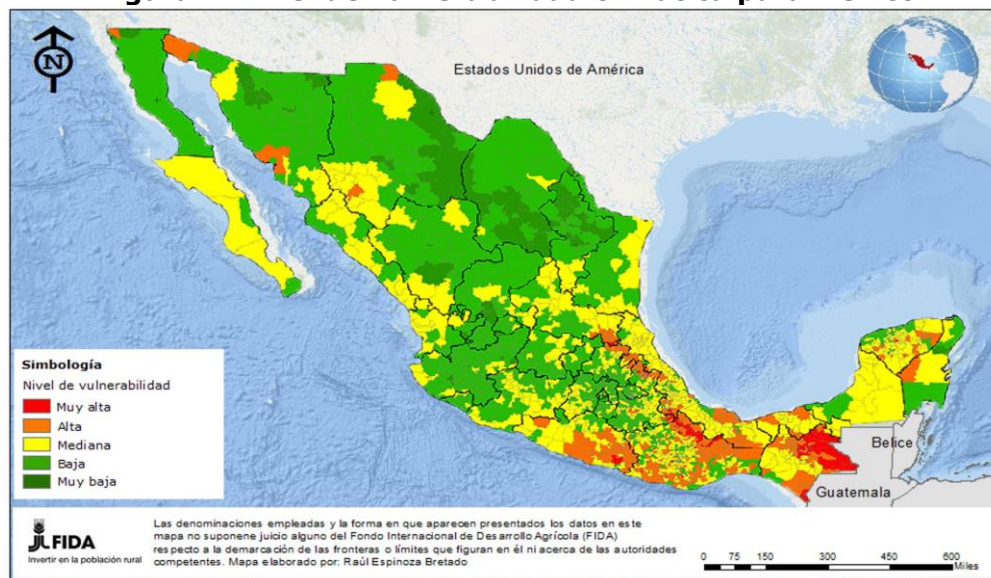 N
Estados Unidos de América
Belice
Guatemala
Simbología
Nivel de vulnerabilidad
Muy alta
Alta
Mediana
Baja
Muy baja
JLFIDA
Invertir en la población rural
Las denominaciones empleadas y la forma en que aparecen presentados los datos en este
mapa no suponene juicio alguno del Fondo Internacional de Desarrollo Agrícola (FIDA)
respecto a la demarcación de las fronteras o límites que figuran en él ni acerca de las autoridades
competentes. Mapa elaborado por: Raúl Espinoza Bretado
0 75 150 300 450 600
Miles